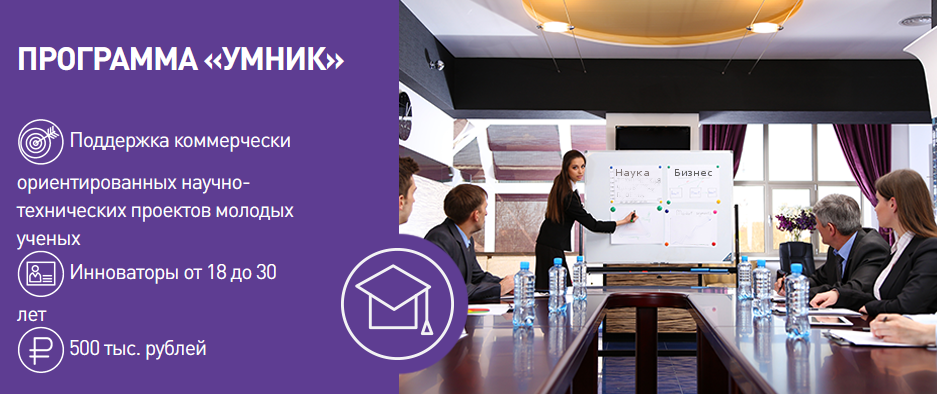 ПРОГРАММА «УМНИК»
Поддержка коммерчески
ориентированных научно-
технических проектов молодых
ученых
Инноваторы от 18 до 30
лет
500 тыс. рублей
Наука
Бизнес